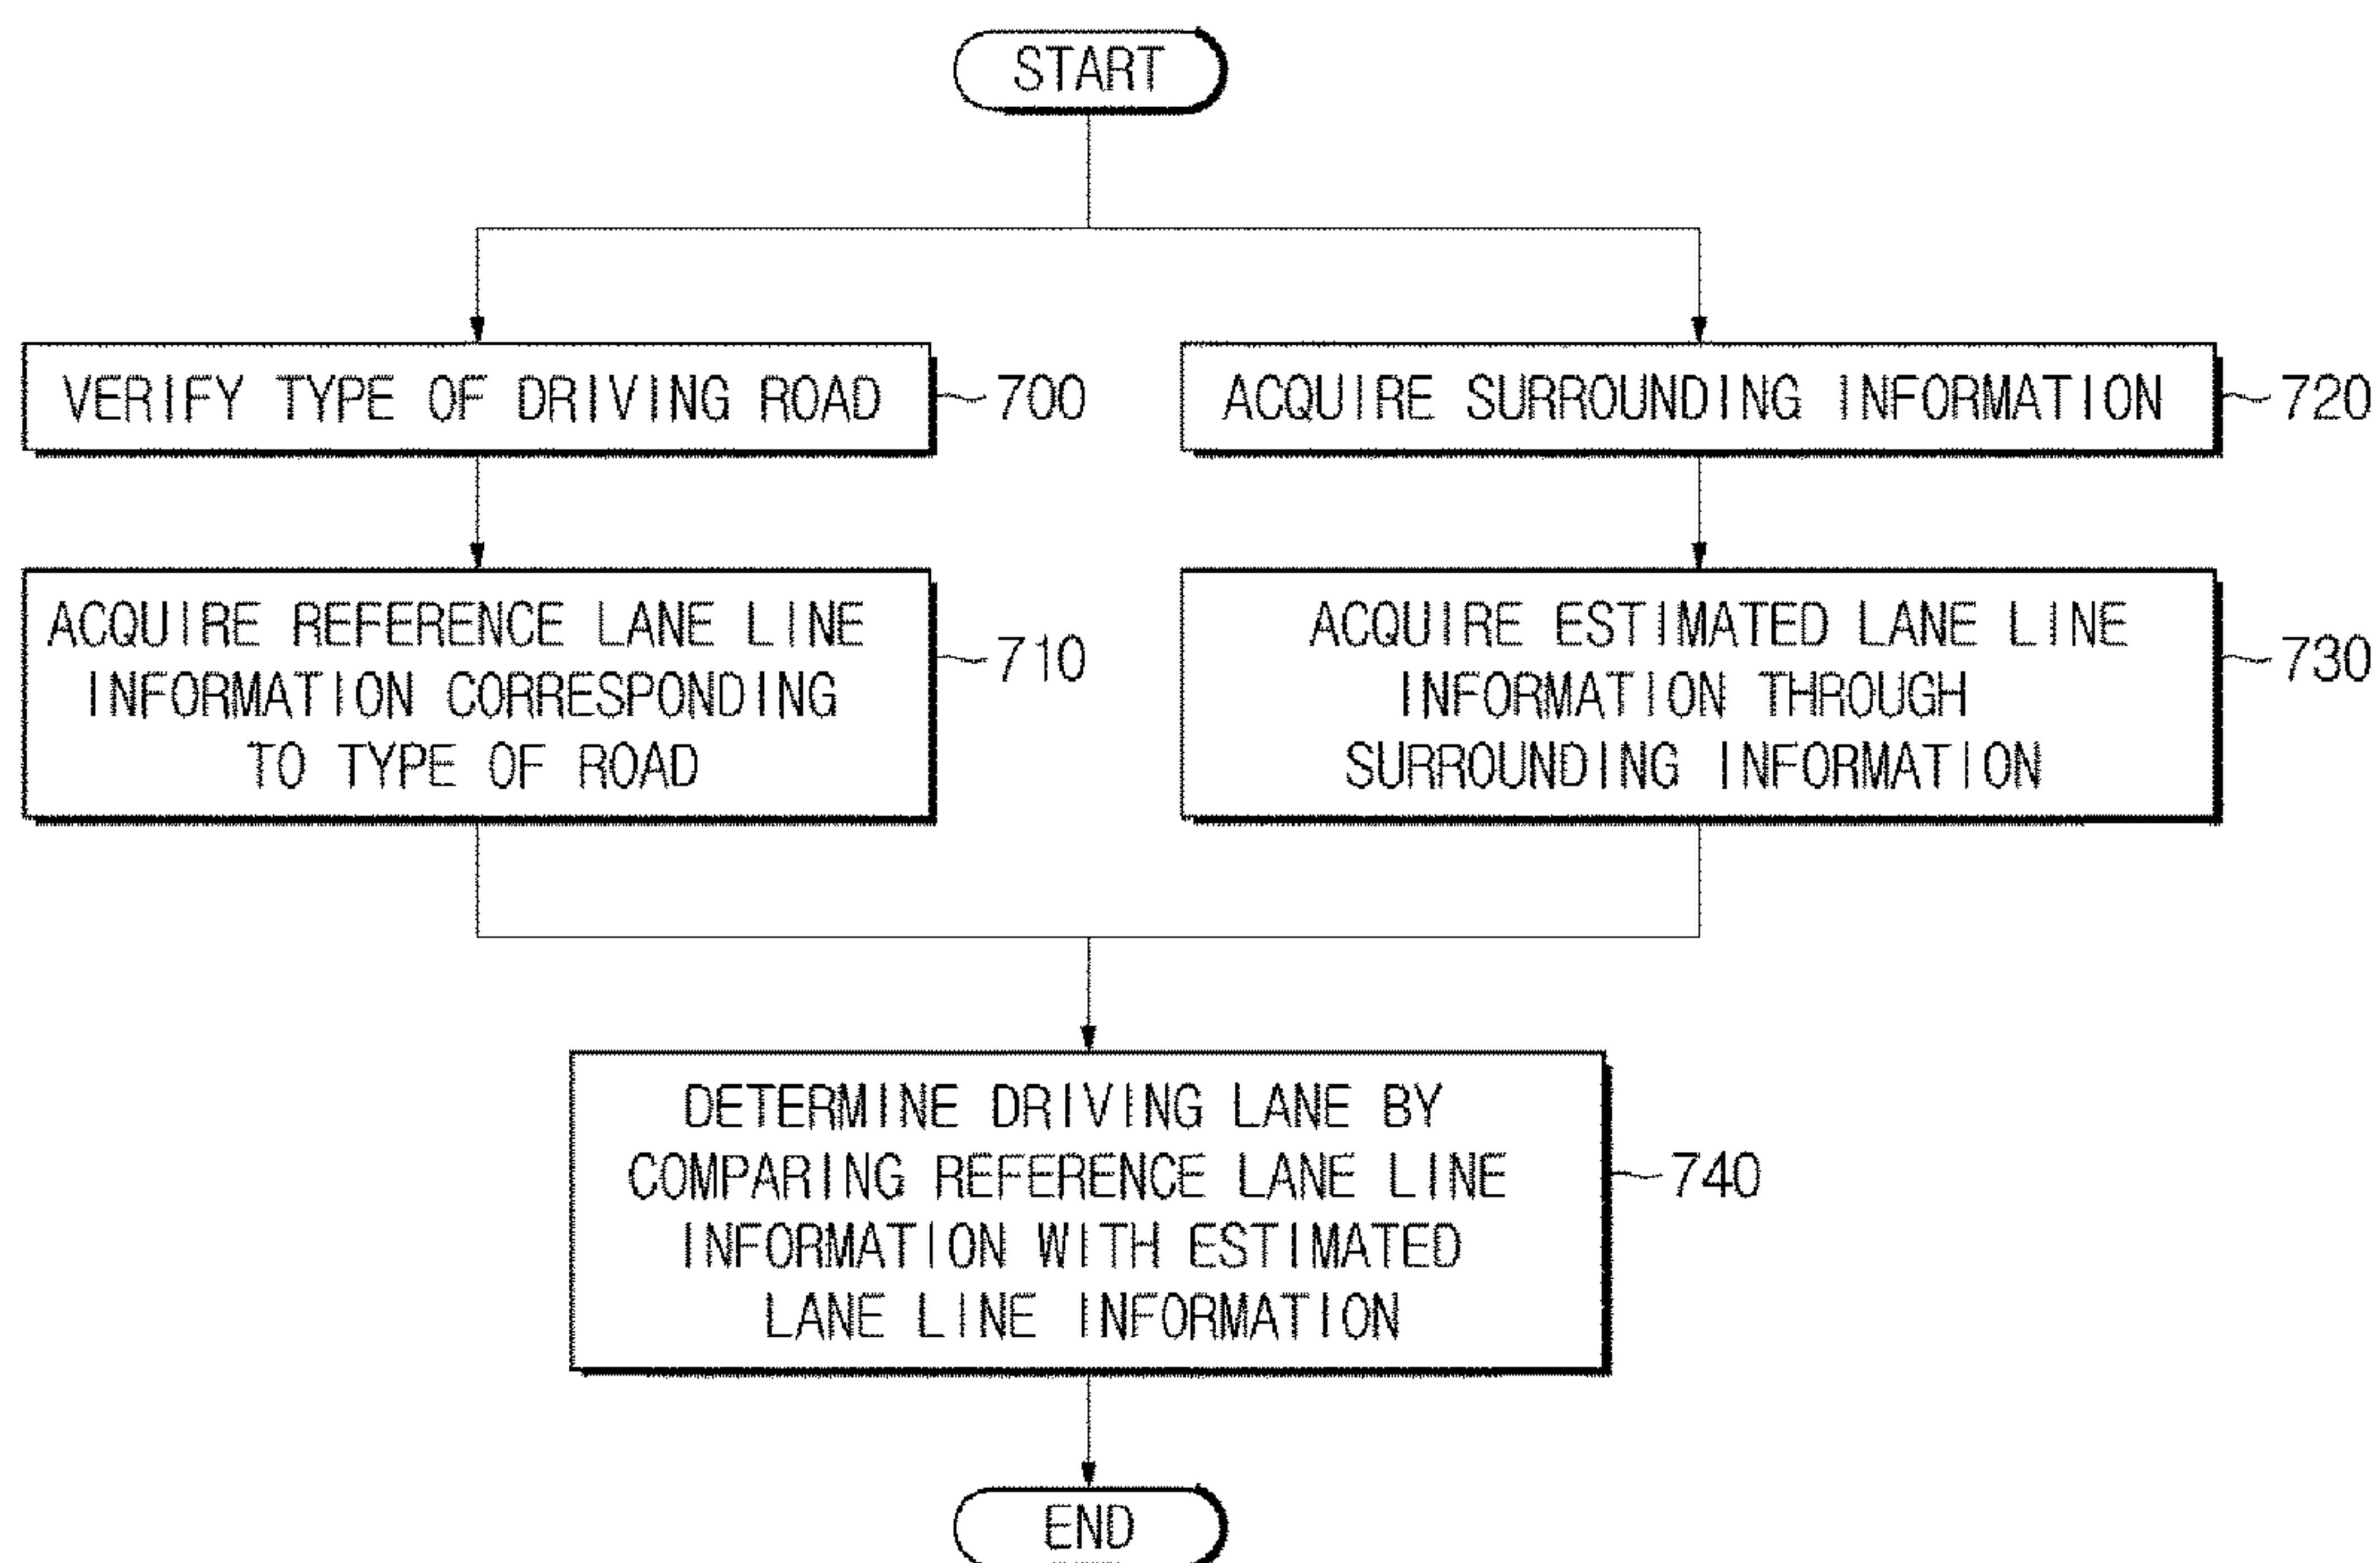 START
VERIFY TYPE OF DRIVING ROAD
700
ACQUIRE SURROUNDING INFORMATION
720
ACQUIRE REFERENCE LANE LINE
INFORMATION CORRESPONDING
TO TYPE OF ROAD
710
ACQUIRE ESTIMATED LANE LINE
INFORMATION THROUGH
SURROUNDING INFORMATION
730
DETERMINE DRIVING LANE BY
COMPARING REFERENCE LANE LINE
INFORMATION WITH ESTIMATED
LANE LINE INFORMATION
740
END